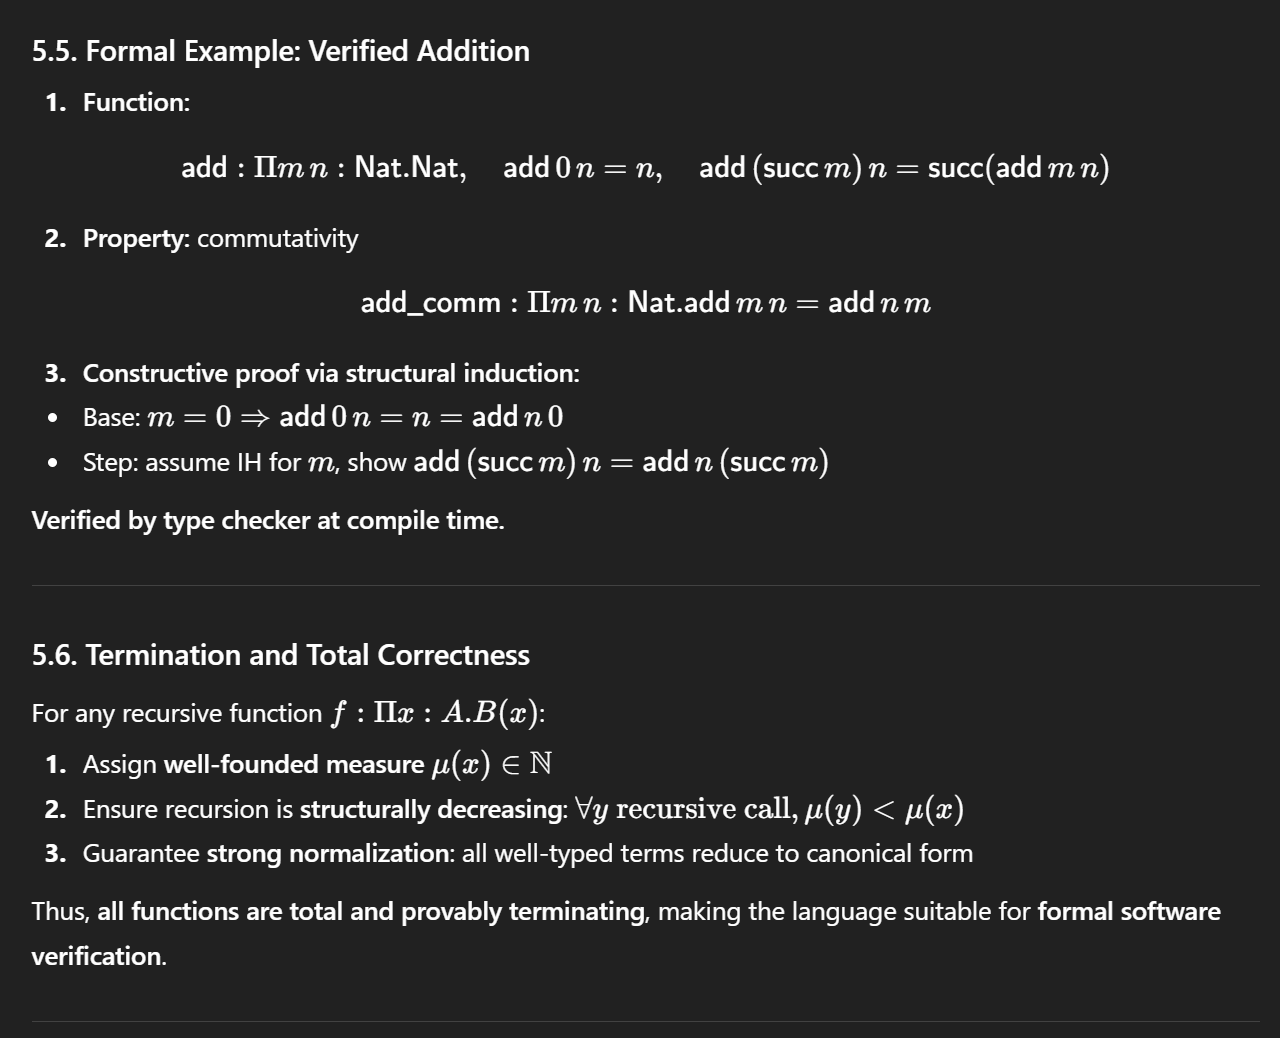 5.5. Formal Example: Verified Addition
1. Function:
add : Πm n : Nat.Nat, add 0 n = n, add (succ m) n = succ(add m n)
2. Property: commutativity
add_comm : Πm n : Nat.add m n = add n m
3. Constructive proof via structural induction:
• Base: m = 0 ⇒ add 0 n = n = add n 0
• Step: assume IH for m, show add (succ m) n = add n (succ m)
Verified by type checker at compile time.
5.6. Termination and Total Correctness
For any recursive function f : Πx : A.B(x):
1. Assign well-founded measure μ(x) ∈ ℕ
2. Ensure recursion is structurally decreasing: ∀y recursive call, μ(y) < μ(x)
3. Guarantee strong normalization: all well-typed terms reduce to canonical form
Thus, all functions are total and provably terminating, making the language suitable for formal software
verification.